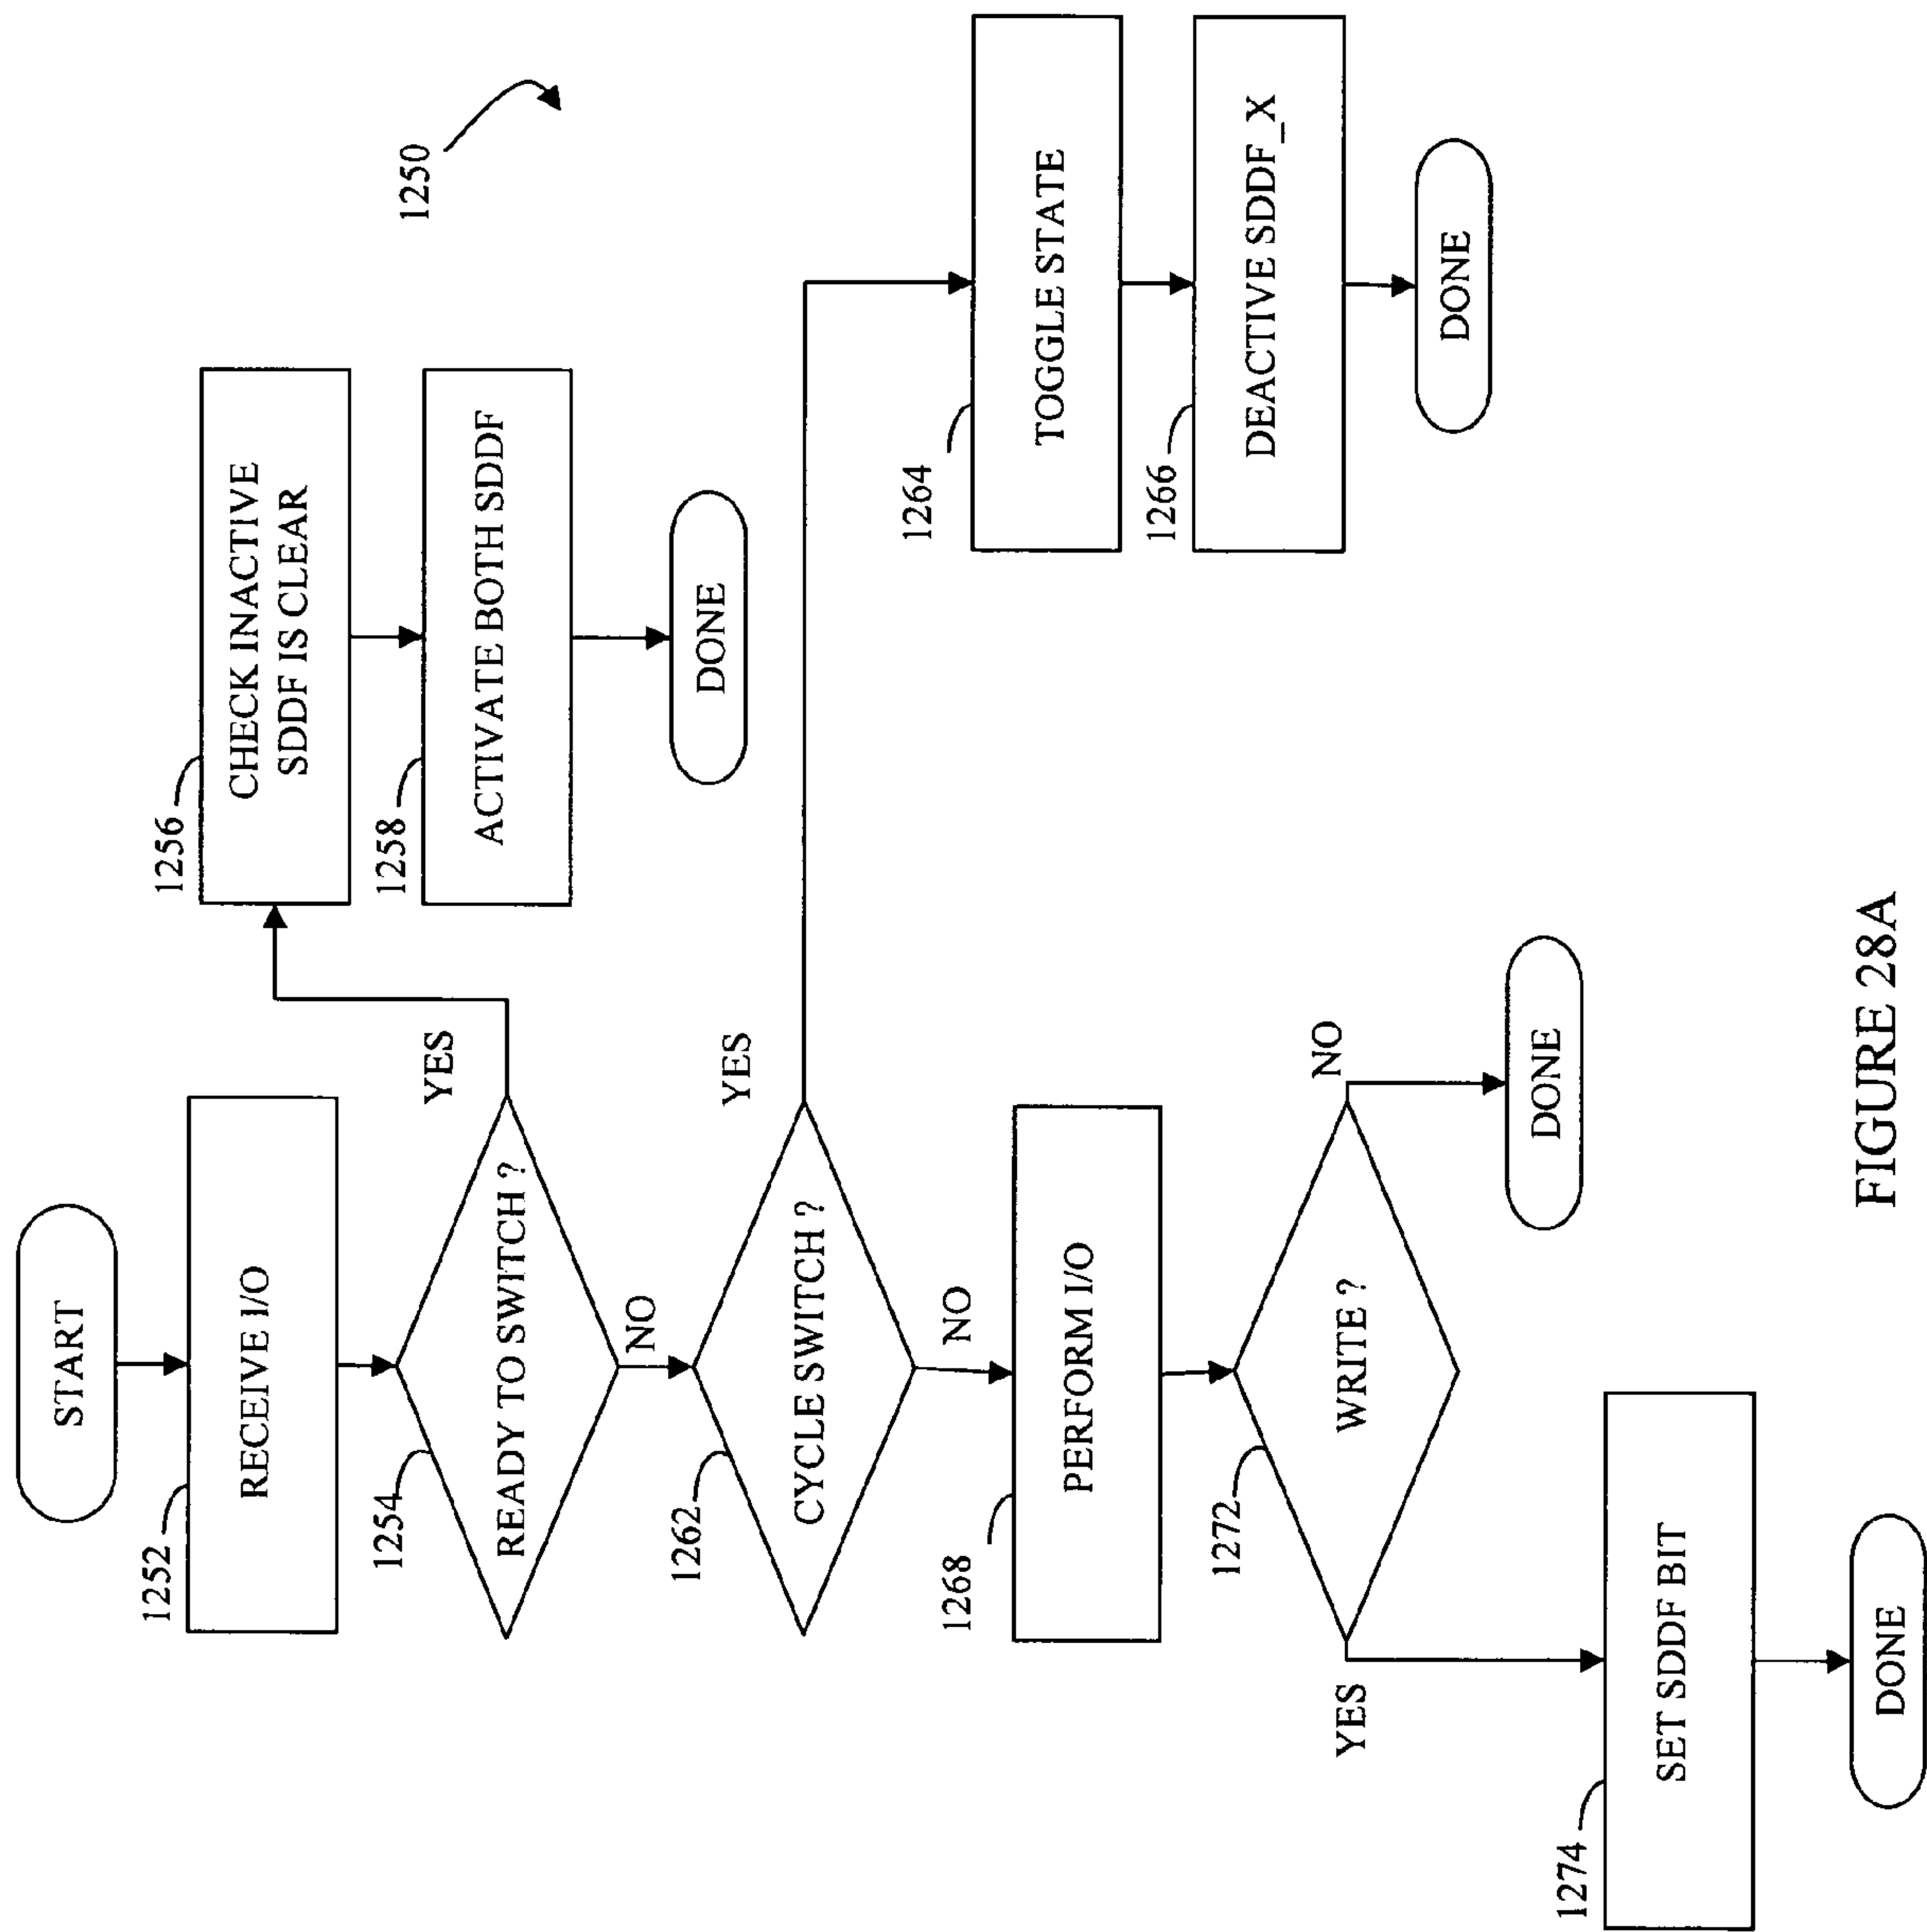 START
1252
RECEIVE I/O
1254
READY TO SWITCH ?
YES
NO
1256
CHECK INACTIVE
SDDF IS CLEAR
1258
ACTIVATE BOTH SDDF
DONE
1250
1262
CYCLE SWITCH ?
YES
NO
1264
TOGGLE STATE
1266
DEACTIVE SDDF_X
DONE
1268
PERFORM I/O
1272
WRITE ?
NO
DONE
YES
1274
SET SDDF BIT
DONE
FIGURE 28A